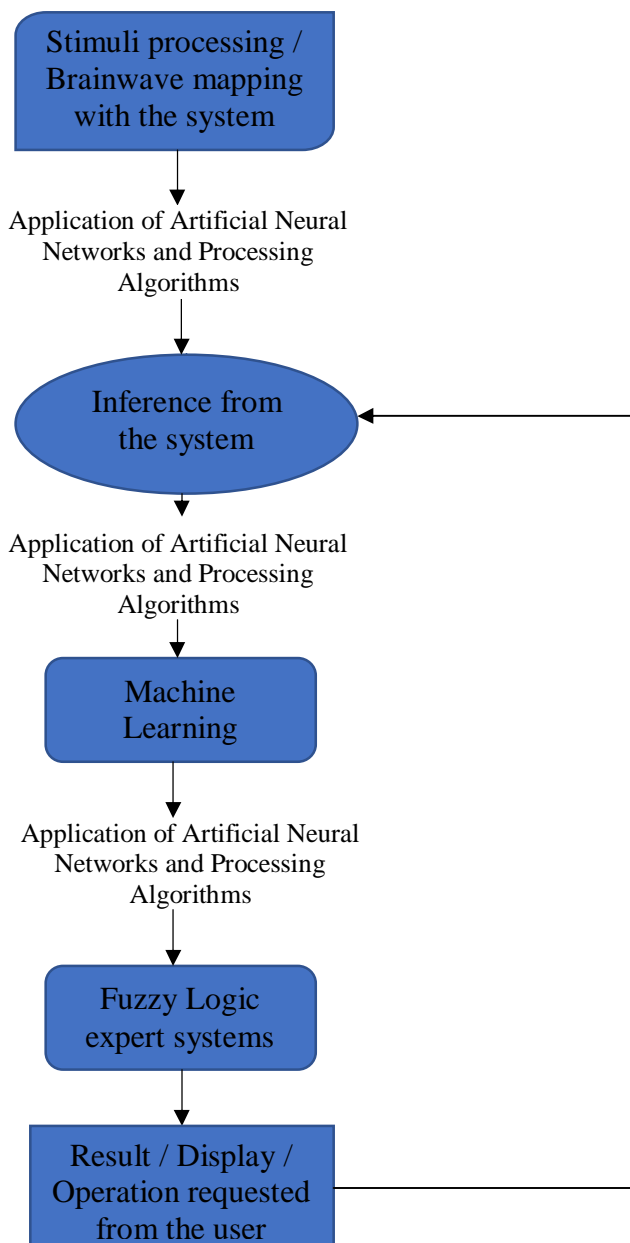 Stimuli processing /
Brainwave mapping
with the system
Application of Artificial Neural
Networks and Processing
Algorithms
Inference from
the system
Application of Artificial Neural
Networks and Processing
Algorithms
Machine
Learning
Application of Artificial Neural
Networks and Processing
Algorithms
Fuzzy Logic
expert systems
Result / Display /
Operation requested
from the user